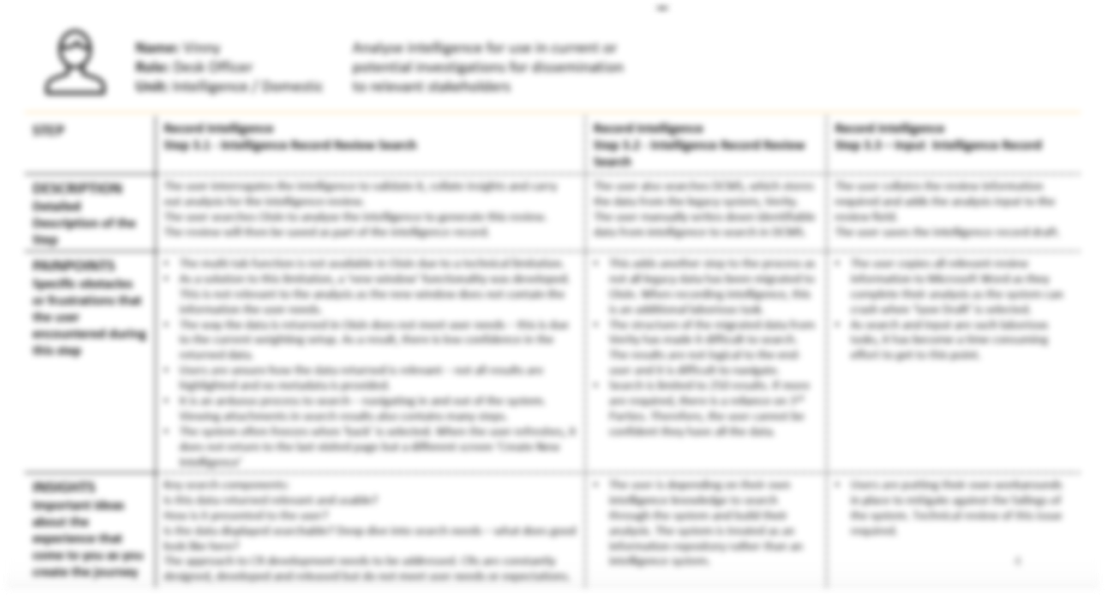 Name: Vinny
Role: Desk Officer
Unit: Intelligence / Domestic
Analyse intelligence for use in current or
potential investigations for dissemination
to relevant stakeholders
STEP
Record Intelligence
Step 3.1 - Intelligence Record Review Search
Record Intelligence
Step 3.2 - Intelligence Record Review
Search
Record Intelligence
Step 3.3 – Input Intelligence Record
DESCRIPTION
Detailed
Description of the
Step
The user interrogates the intelligence to validate it, collate insights and carry
out analysis for the intelligence review.
The user searches to analyse the intelligence to generate this review.
The review will then be saved as part of the intelligence record.
The user also searches which stores
the data from the legacy system,
The user manually writes down identifiable
data from intelligence to search in
The user collates the review information
required and adds the analysis input to the
review field.
The user saves the intelligence record draft.
PAINPOINTS
Specific obstacles
or frustrations that
the user
encountered during
this step
• The multi tab function is not available in due to a technical limitation.
• As a solution to this limitation, a 'new window' functionality was developed.
This is not relevant to the analysis as the new window does not contain the
information the user needs.
• The way the data is returned in does not meet user needs – this is due
to the current weighting setup. As a result, there is low confidence in the
returned data.
• Users are unsure how the data returned is relevant – not all results are
highlighted and no metadata is provided.
• It is an arduous process to search – navigating in and out of the system.
Viewing attachments in search results also contains many steps.
• The system often freezes when 'back' is selected. When the user refreshes, it
does not return to the last visited page but a different screen 'Create New
Intelligence'
• This adds another step to the process as
not all legacy data has been migrated to
When recording intelligence, this
is an additional laborious task.
• The structure of the migrated data from
has made it difficult to search.
The results are not logical to the end-
user and it is difficult to navigate.
• Search is limited to 250 results. If more
are required, there is a reliance on 3rd
Parties. Therefore, the user cannot be
confident they have all the data.
• The user copies all relevant review
information to Microsoft Word as they
complete their analysis as the system can
crash when 'Save Draft' is selected.
• As search and input are such laborious
tasks, it has become a time consuming
effort to get to this point.
INSIGHTS
Important ideas
about the
experience that
come to you as you
create the journey
Key search components:
Is this data returned relevant and usable?
How is it presented to the user?
Is the data displayed searchable? Deep dive into search needs – what does good
look like here?
The approach to development needs to be addressed. are constantly
designed, developed and released but do not meet user needs or expectations.
• The user is depending on their own
intelligence knowledge to search
through the system and build their
analysis. The system is treated as an
information repository rather than an
intelligence system.
• Users are putting their own workarounds
in place to mitigate against the failings of
the system. Technical review of this issue
required.